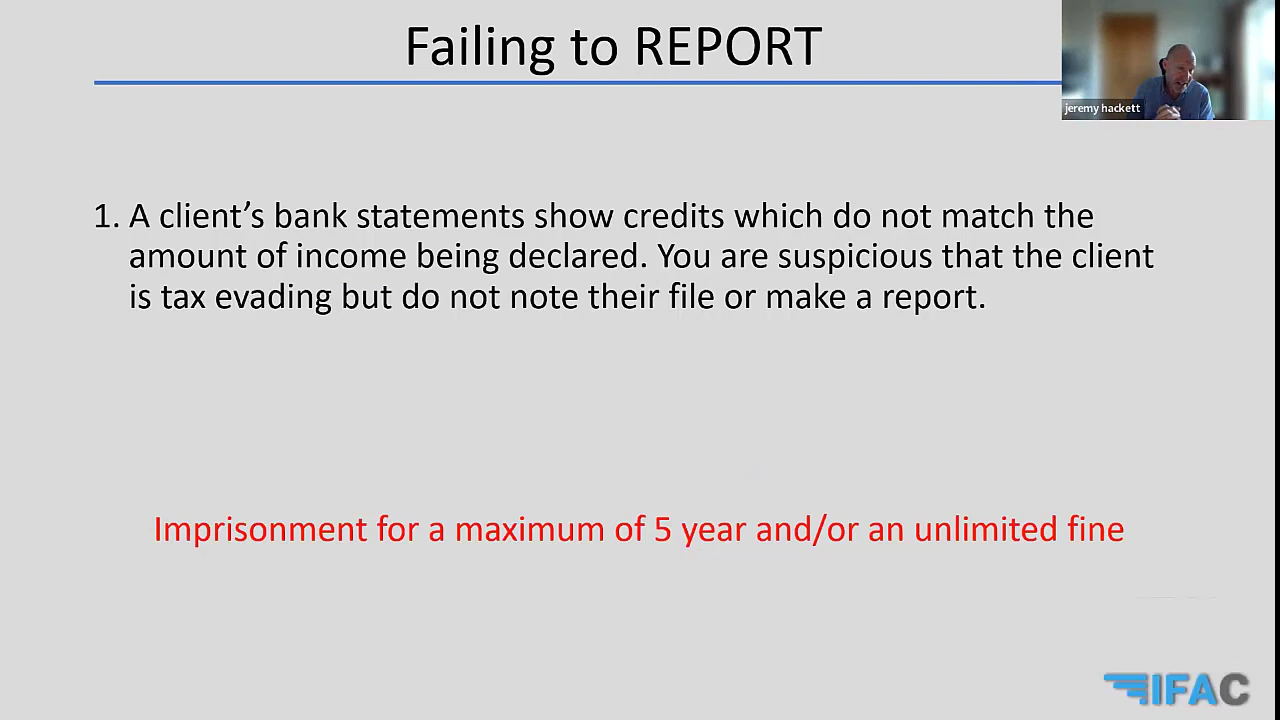 Failing to REPORT
jeremy hackett
1. A client’s bank statements show credits which do not match the
amount of income being declared. You are suspicious that the client
is tax evading but do not note their file or make a report.
Imprisonment for a maximum of 5 year and/or an unlimited fine
IFAC